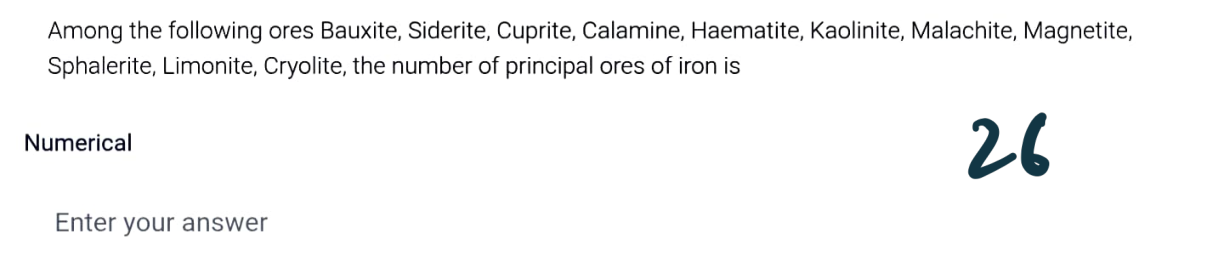 Among the following ores Bauxite, Siderite, Cuprite, Calamine, Haematite, Kaolinite, Malachite, Magnetite,
Sphalerite, Limonite, Cryolite, the number of principal ores of iron is
Numerical
26
Enter your answer